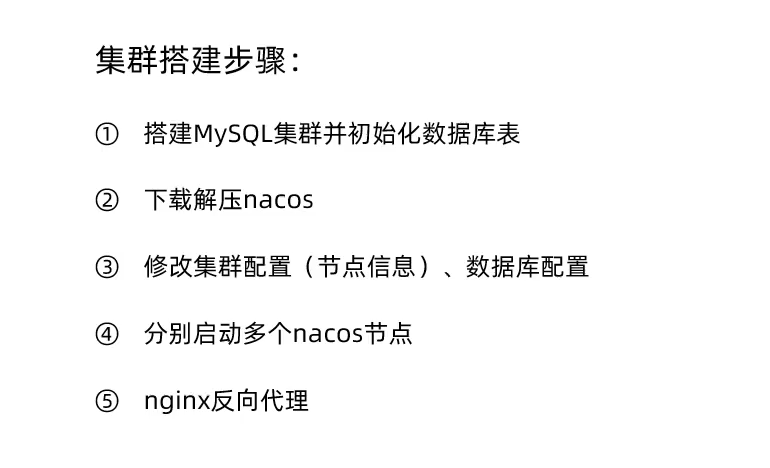 集群搭建步骤：
① 搭建MySQL集群并初始化数据库表
② 下载解压nacos
③ 修改集群配置（节点信息）、数据库配置
④ 分别启动多个nacos节点
⑤ nginx反向代理